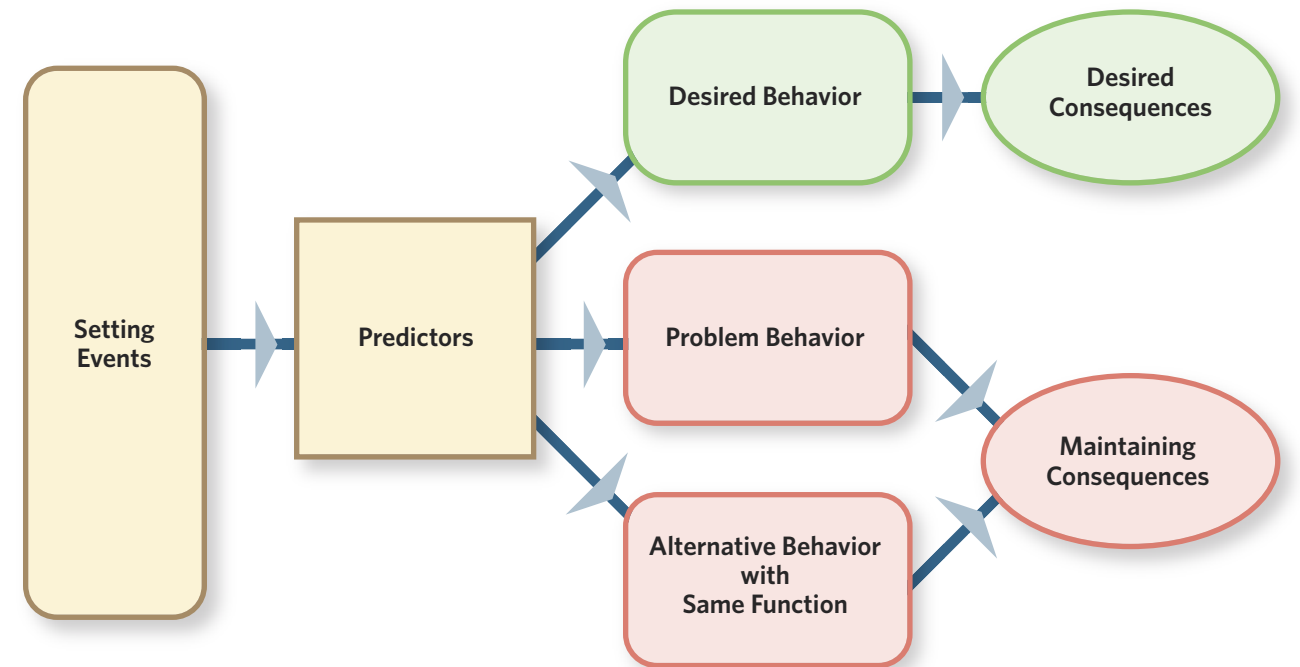 Setting
Events
Predictors
Desired Behavior
Desired
Consequences
Problem Behavior
Alternative Behavior
with
Same Function
Maintaining
Consequences